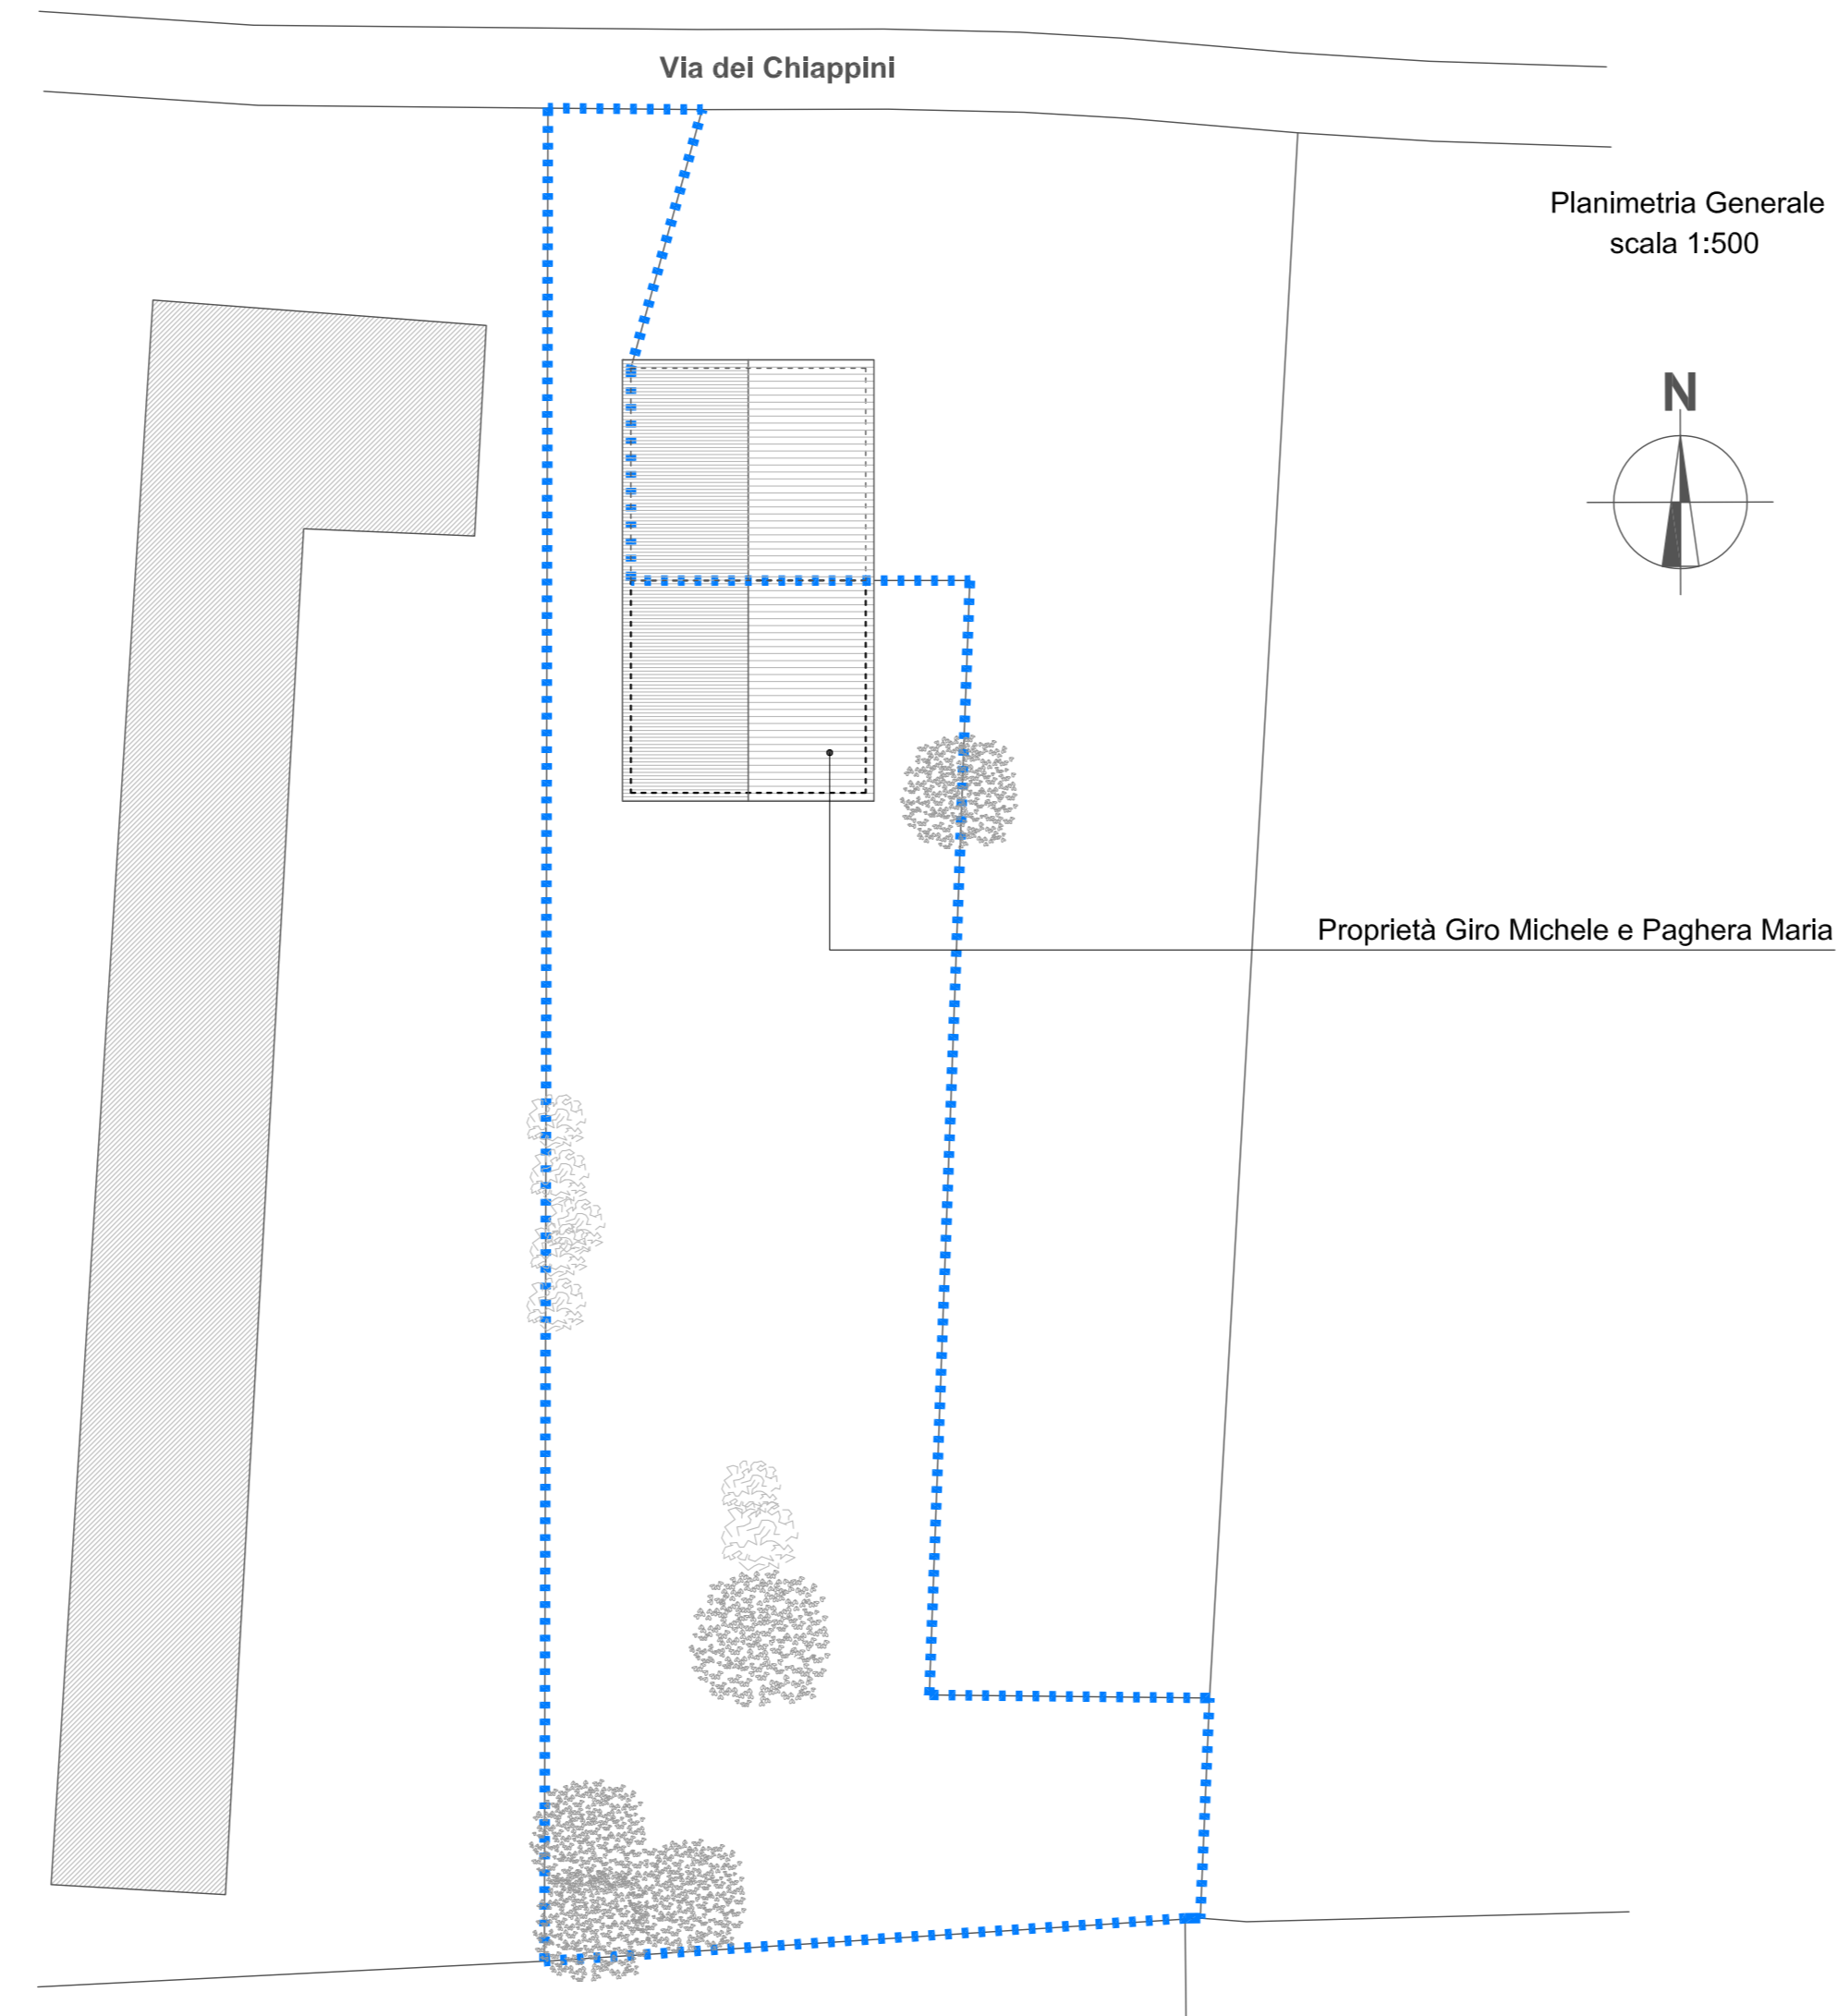 Via dei Chiappini
Planimetria Generale
scala 1:500
N
Proprietà Giro Michele e Paghera Maria